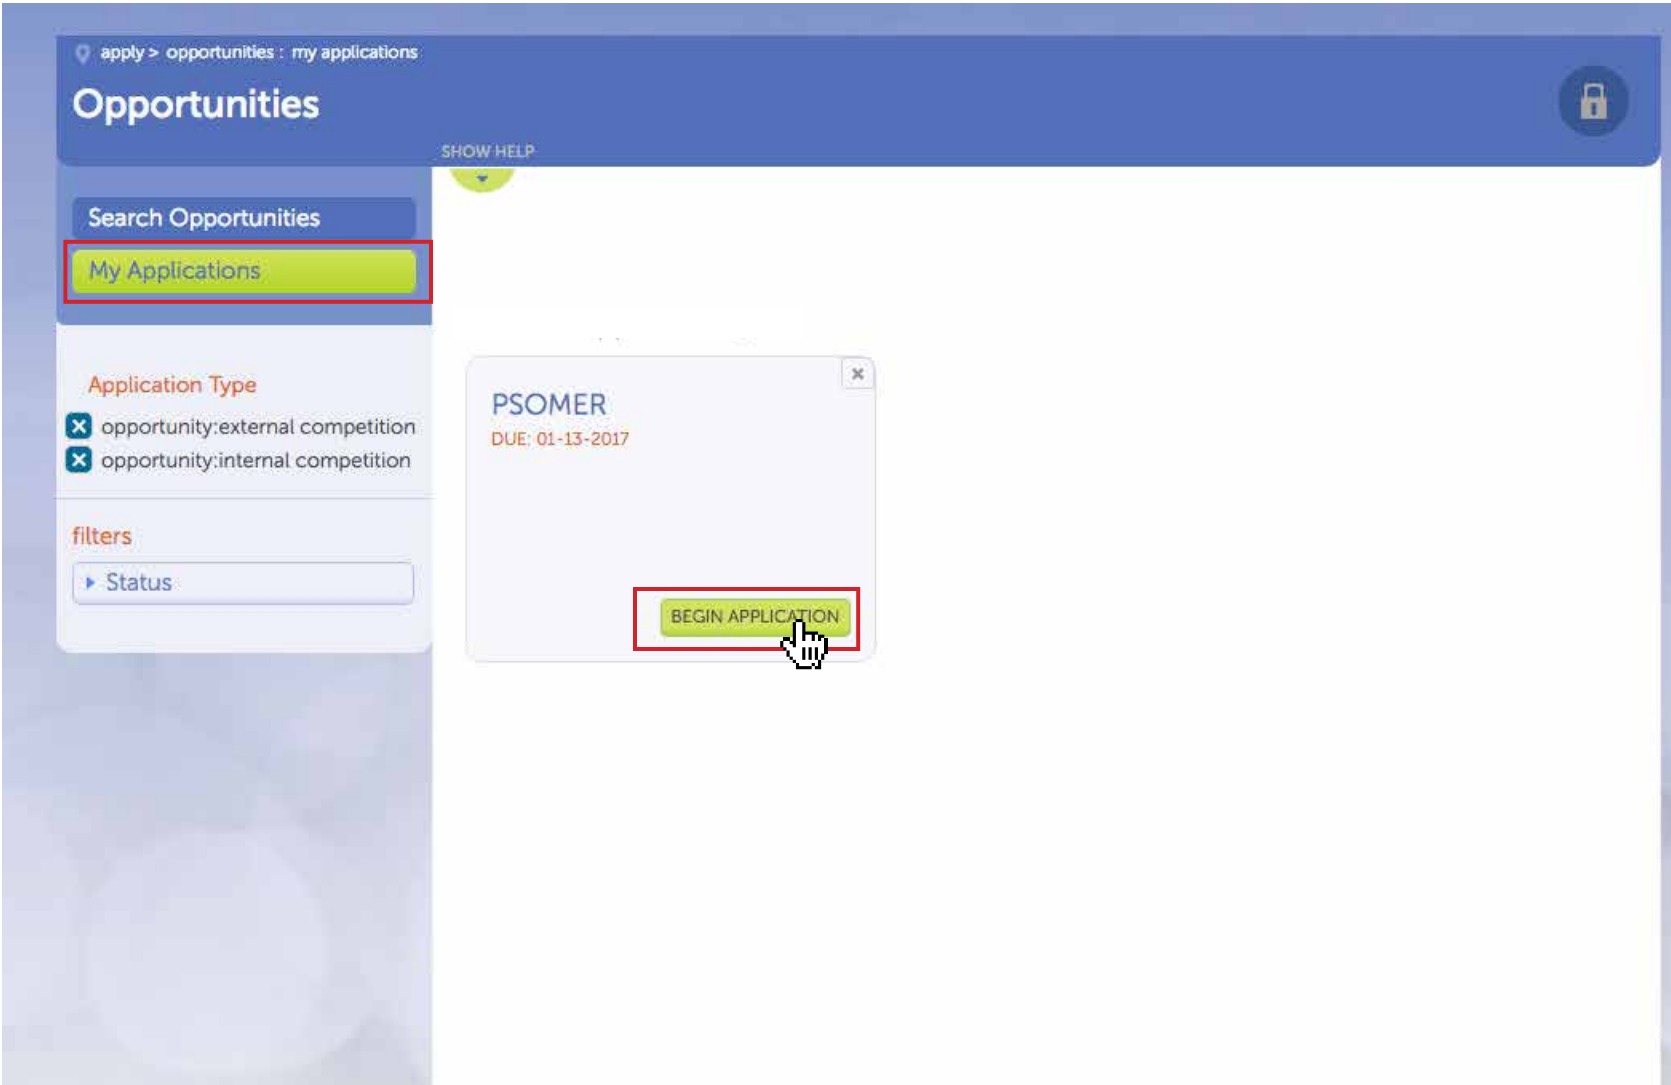 apply > opportunities : my applications
Opportunities
SHOW HELP
Search Opportunities
My Applications
Application Type
opportunity:external competition
opportunity:internal competition
filters
Status
PSOMER
DUE: 01-13-2017
BEGIN APPLICATION